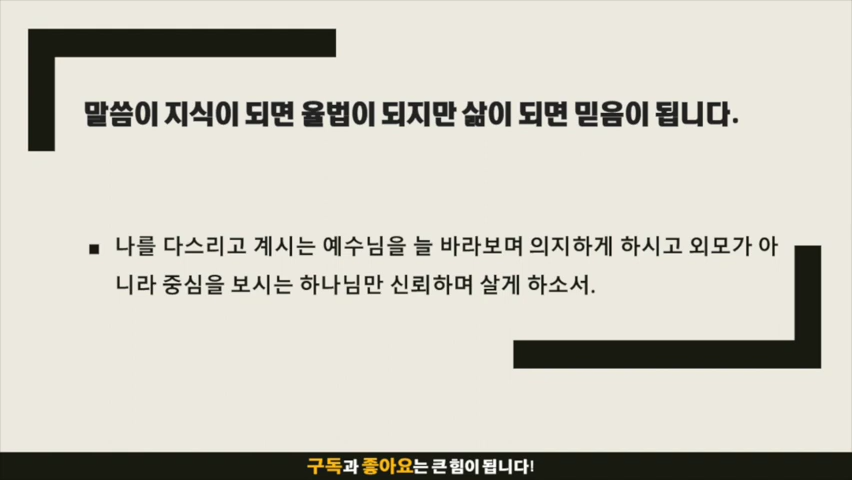 말씀이 지식이 되면 율법이 되지만 삶이 되면 믿음이 됩니다.
■ 나를 다스리고 계시는 예수님을 늘 바라보며 의지하게 하시고 외모가 아
니라 중심을 보시는 하나님만 신뢰하며 살게 하소서.
구독과 좋아요는 큰 힘이 됩니다!